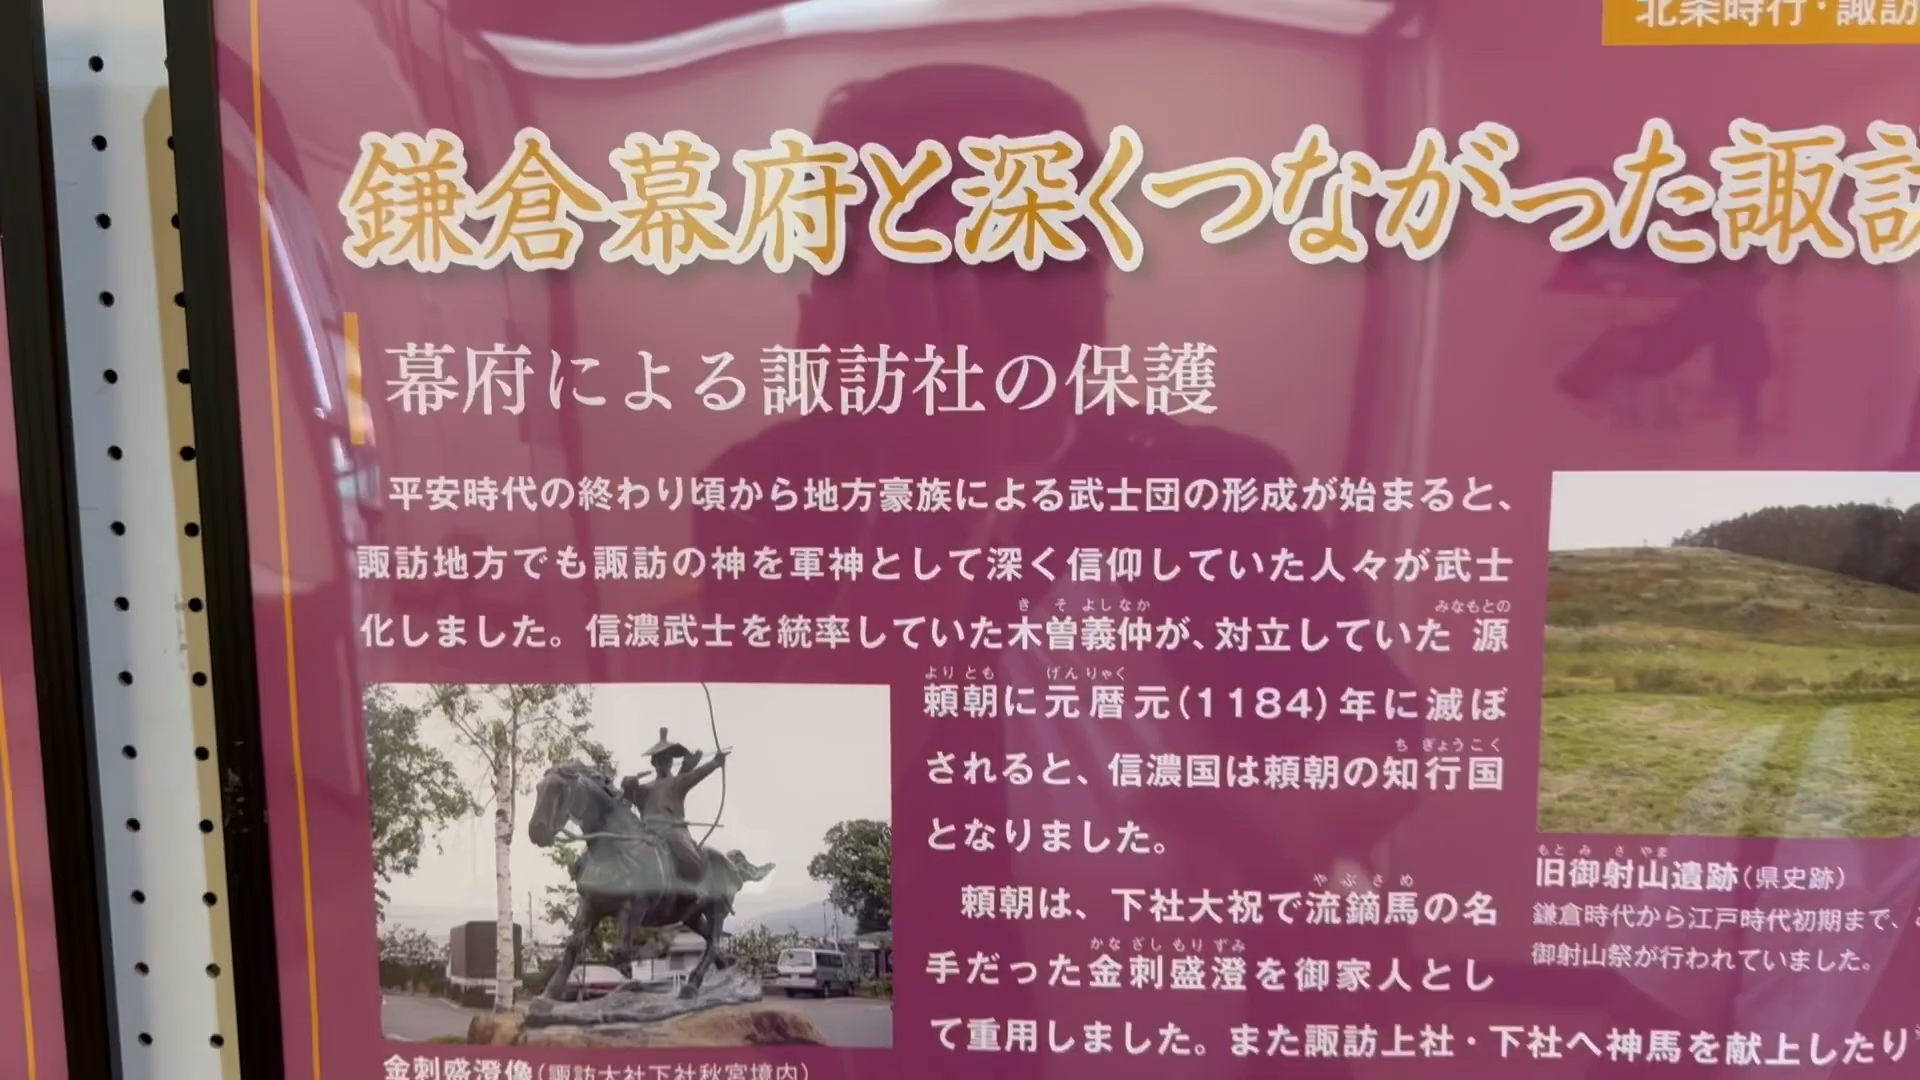 北条時行・諏訪
鎌倉幕府と深くつながった諏訪
幕府による諏訪社の保護
平安時代の終わり頃から地方豪族による武士団の形成が始まると、
諏訪地方でも諏訪の神を軍神として深く信仰していた人々が武士
き そ よしなか みなもとの
化しました。信濃武士を統率していた木曽義仲が、対立していた 源
よりとも げんりゃく
頼朝に元暦元(1184)年に滅ぼ
ち ぎょうこく
されると、信濃国は頼朝の知行国
となりました。
や ぶ さ め
頼朝は、下社大祝で流鏑馬の名
かな ざし もり ずみ
手だった金刺盛澄を御家人とし
て重用しました。また諏訪上社・下社へ神馬を献上したり
金刺盛澄像(諏訪大社下社秋宮境内)
もと み さ やま
旧御射山遺跡(県史跡)
鎌倉時代から江戸時代初期まで、
御射山祭が行われていました。